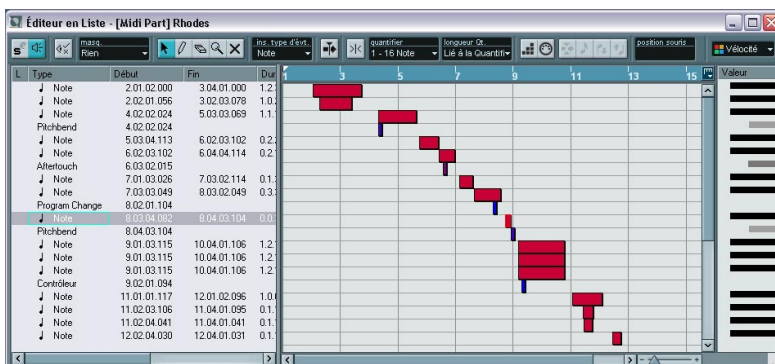 Éditeur en Liste - [Midi Part] Rhodes
masq. ins. type d'évt. quantifier longueur Qt. position souris
Rien Note 1 - 16 Note Lié à la Quantifi Vélocité
L Type Début Fin Dur 1 3 5 7 9 11 13 15 Valeur
Note 2.01.02.000 3.04.01.000 1.2.
Note 2.02.01.056 3.02.03.078 1.0.
Note 4.02.02.024 5.03.03.069 1.1.
Pitchbend 4.02.02.024
Note 5.03.04.113 6.02.03.102 0.2.
Note 6.02.03.102 6.04.04.114 0.2.
Aftertouch 6.03.02.015
Note 7.01.03.026 7.03.02.114 0.1.
Note 7.03.03.049 8.03.02.049 3.3.
Program Change 8.02.01.104
Note 8.03.04.082 8.04.03.104 0.0.
Pitchbend 8.04.03.104
Note 9.01.03.115 10.04.01.106 1.2.
Note 9.01.03.115 10.04.01.106 1.2.
Note 9.01.03.115 10.04.01.106 1.2.
Contrôleur 9.02.01.094
Note 11.01.01.117 12.01.02.096 1.0.
Note 11.02.03.106 11.04.01.095 0.1.
Note 11.02.04.041 11.04.01.041 0.1.
Note 12.02.04.030 12.04.01.031 0.1.